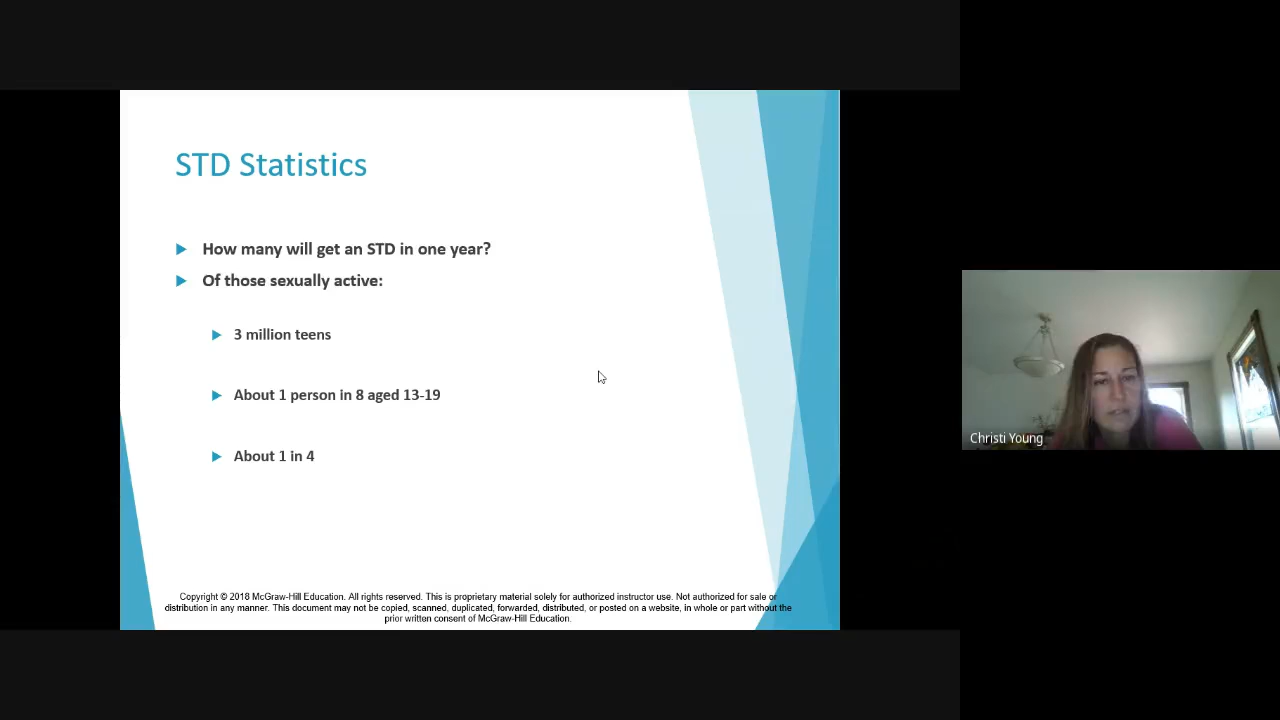 STD Statistics
How many will get an STD in one year?
Of those sexually active:
3 million teens
About 1 person in 8 aged 13-19
About 1 in 4
Copyright © 2018 McGraw-Hill Education. All rights reserved. This is proprietary material solely for authorized instructor use. Not authorized for sale or
distribution in any manner. This document may not be copied, scanned, duplicated, forwarded, distributed, or posted on a website, in whole or part without the
prior written consent of McGraw-Hill Education.
Christi Young